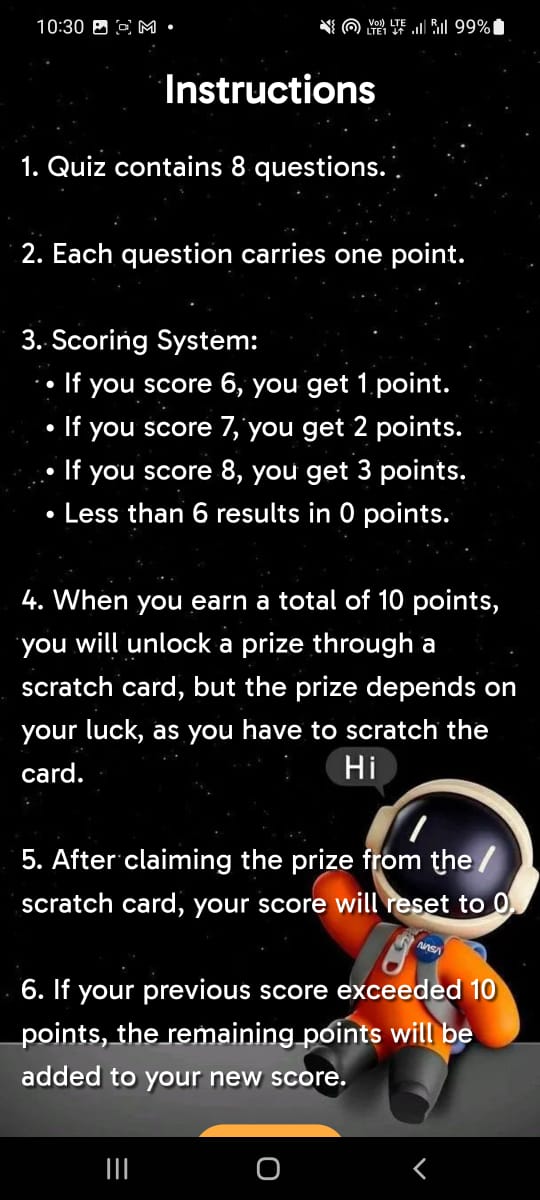 10:30 99%
Instructions
1. Quiz contains 8 questions.
2. Each question carries one point.
3. Scoring System:
• If you score 6, you get 1 point.
• If you score 7, you get 2 points.
• If you score 8, you get 3 points.
• Less than 6 results in 0 points.
4. When you earn a total of 10 points,
you will unlock a prize through a
scratch card, but the prize depends on
your luck, as you have to scratch the
card.
Hi
5. After claiming the prize from the
scratch card, your score will reset to 0.
NASA
6. If your previous score exceeded 10
points, the remaining points will be
added to your new score.